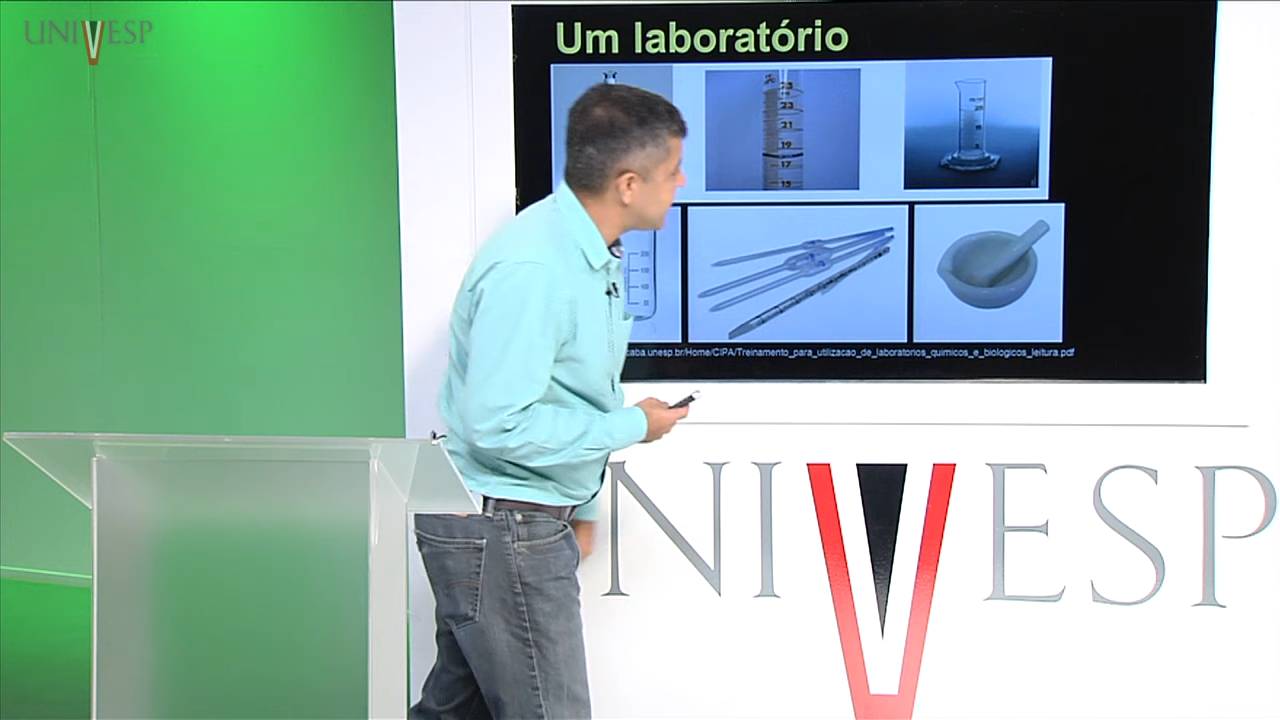 UNIVESP
Um laboratório
23
21
19
17
15
caba.unesp.br/Home/CIPA/Treinamento_para_utilizacao_de_laboratorios_quimicos_e_biologicos_leitura.pdf
UNIVESP